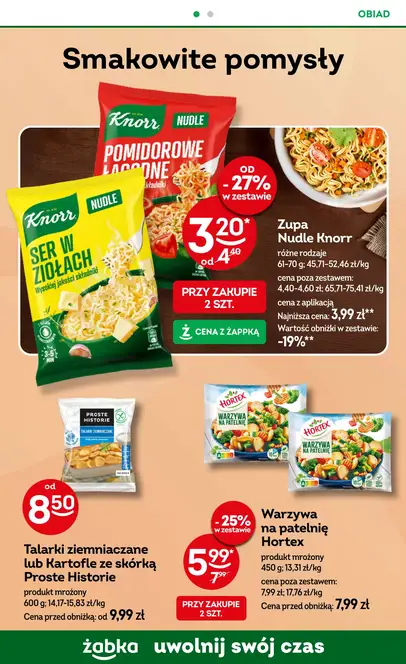 OBIAD
Smakowite pomysły
Knorr
NUDLE
POMIDOROWE
ŁAGODNE
Knorr
NUDLE
SER W
ZIOŁACH
Wysokiej jakości składniki
3-5
OD
-27%
w zestawie
3,20*
od 4,40
PRZY ZAKUPIE
2 SZT.
Ż CENA Z ŻAPPKĄ
Zupa
Nudle Knorr
różne rodzaje
61-70 g; 45,71-52,46 zł/kg
cena poza zestawem:
4,40-4,60 zł; 65,71-75,41 zł/kg
cena z aplikacją
Najniższa cena: 3,99 zł**
Wartość obniżki w zestawie:
-19%**
PROSTE
HISTORIE
TALARKI ZIEMNIACZANE
od
8,50
Talarki ziemniaczane
lub Kartofle ze skórką
Proste Historie
produkt mrożony
600 g; 14,17-15,83 zł/kg
Cena przed obniżką: od 9,99 zł
HORTEX
WARZYWA
NA PATELNIĘ
HORTEX
WARZYWA
NA PATELNIĘ
-25%
w zestawie
5,99*
7,99
PRZY ZAKUPIE
2 SZT.
Warzywa
na patelnię
Hortex
produkt mrożony
450 g; 13,31 zł/kg
cena poza zestawem:
7,99 zł; 17,76 zł/kg
Cena przed obniżką: 7,99 zł
żabka uwolnij swój czas